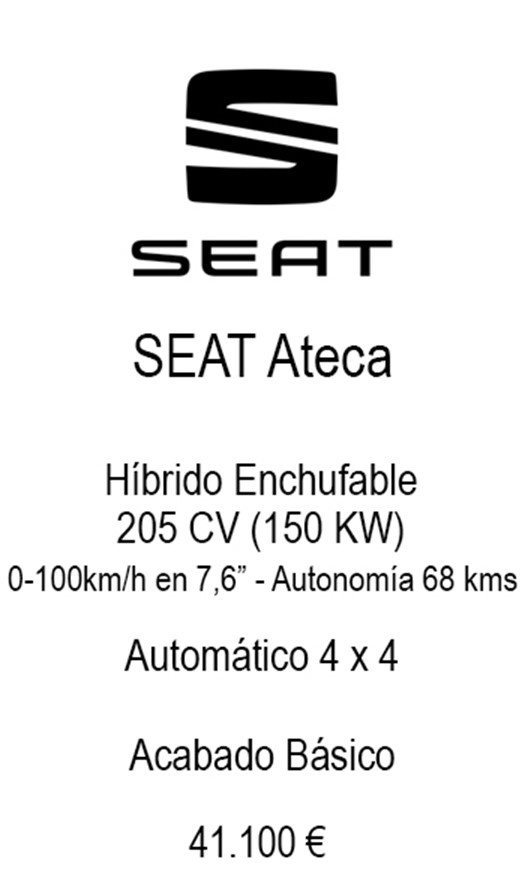 SEAT
SEAT Ateca
Híbrido Enchufable
205 CV (150 KW)
0-100km/h en 7,6” - Autonomía 68 kms
Automático 4 x 4
Acabado Básico
41.100 €